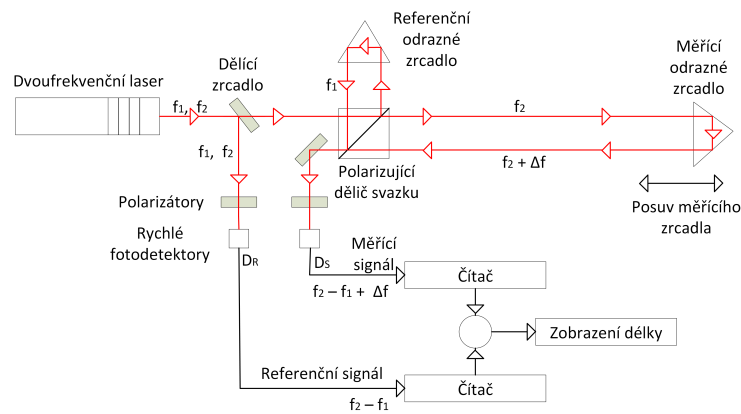 Referenční
odrazné
zrcadlo
Měřící
odrazné
zrcadlo
Dělící
zrcadlo
Dvoufrekvenční laser
f1, f2
f1
f2
f1, f2
f2 + Δf
Polarizující
dělič svazku
Polarizátory
Posuv měřícího
zrcadla
Rychlé
fotodetektory
DR
DS
Měřící
signál
Čítač
f2 – f1 + Δf
Zobrazení délky
Referenční signál
Čítač
f2 – f1